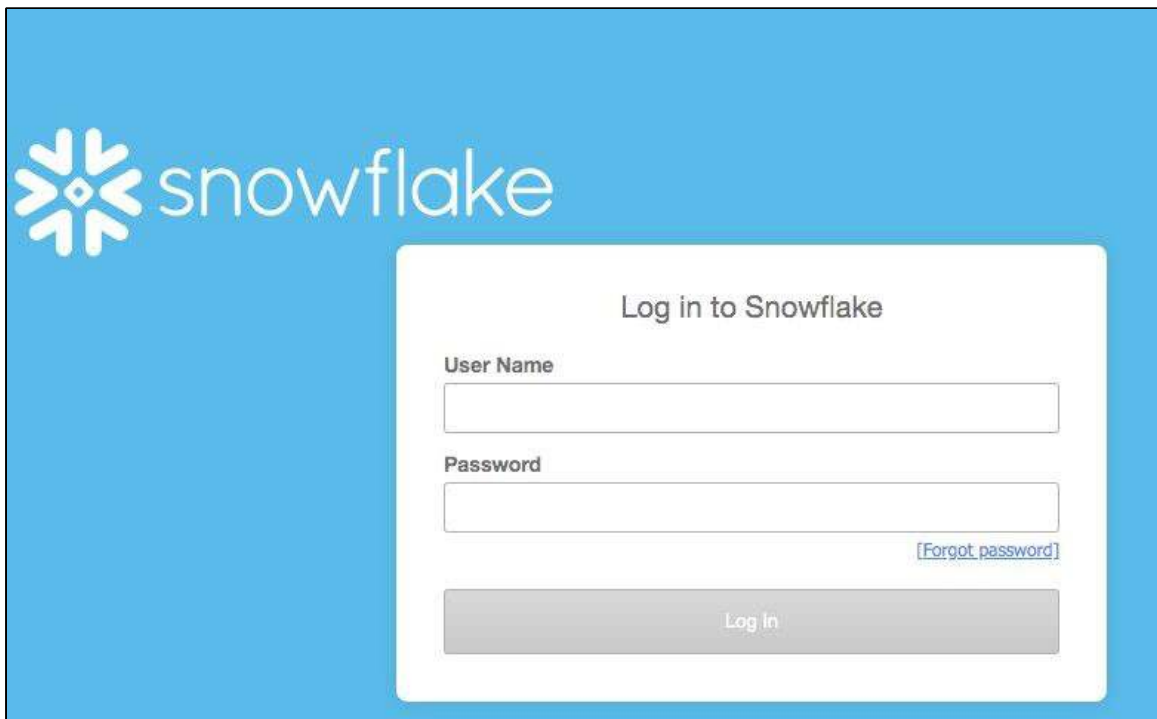 snowflake
Log in to Snowflake
User Name
Password
[Forgot password]
Log In